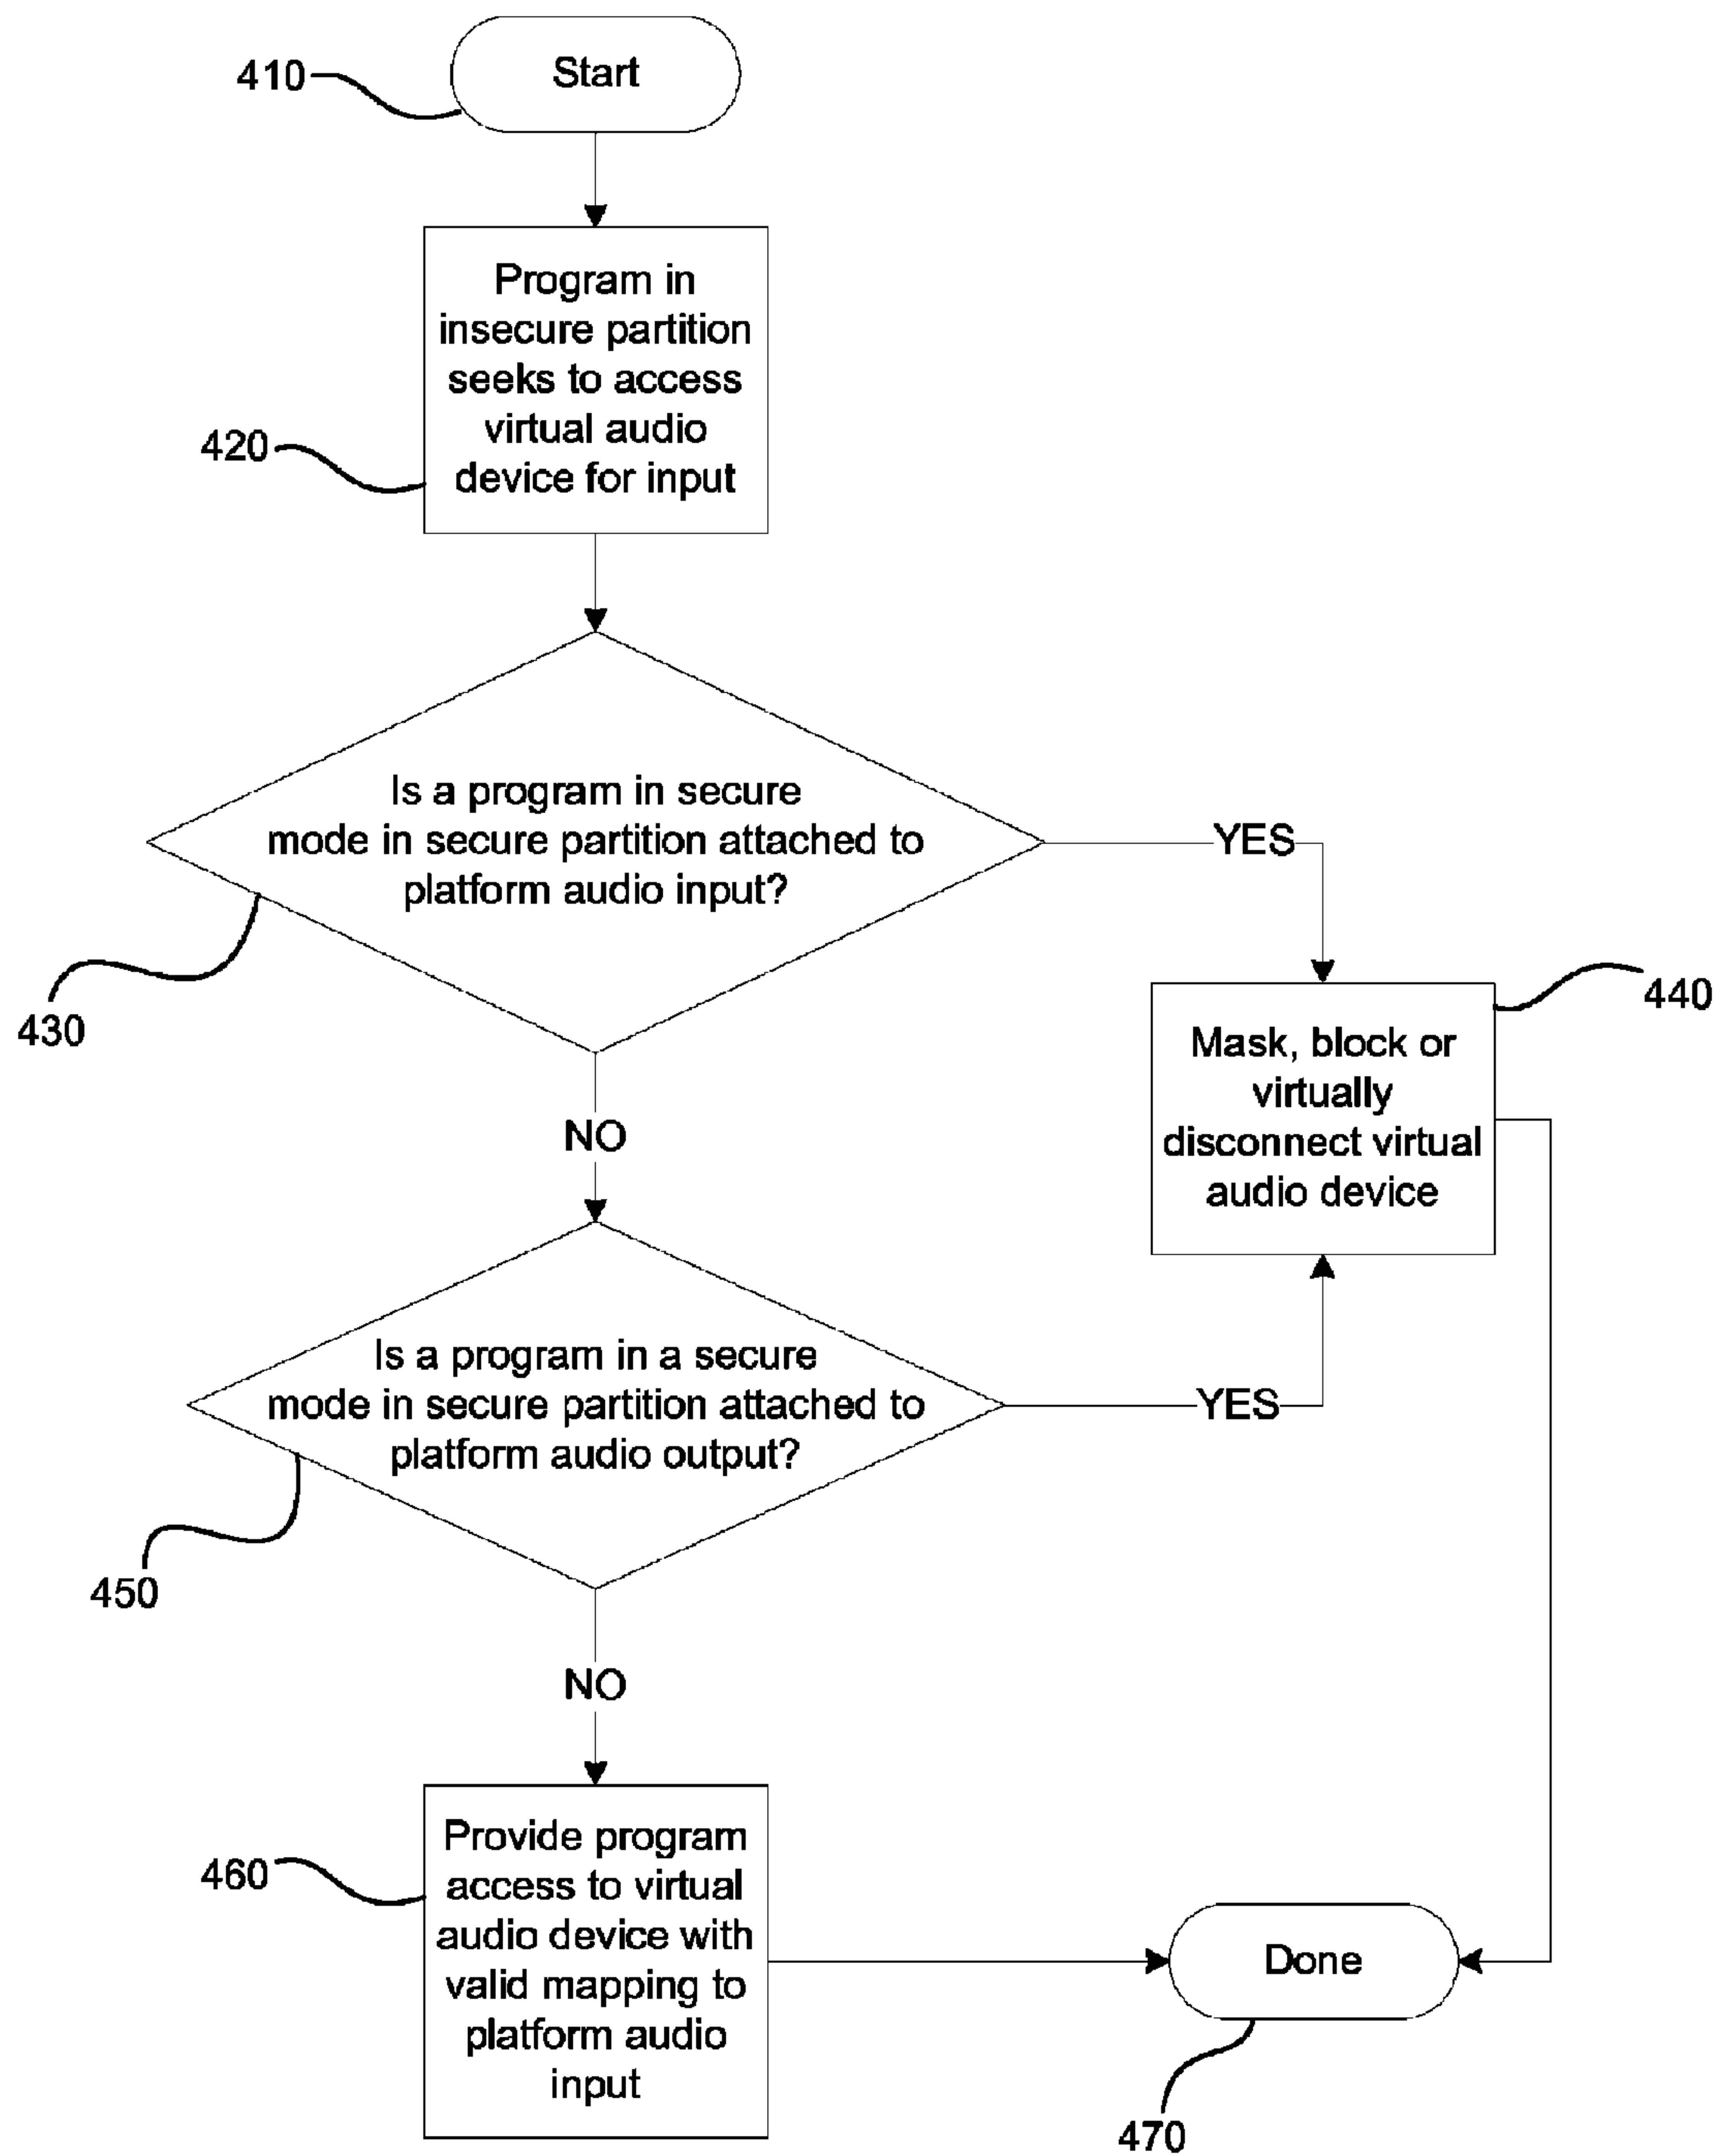 410
Start
Program in
insecure partition
seeks to access
virtual audio
device for input
420
Is a program in secure
mode in secure partition attached to
platform audio input?
YES
430
440
Mask, block or
virtually
disconnect virtual
audio device
NO
Is a program in a secure
mode in secure partition attached to
platform audio output?
YES
450
NO
Provide program
access to virtual
audio device with
valid mapping to
platform audio
input
460
Done
470